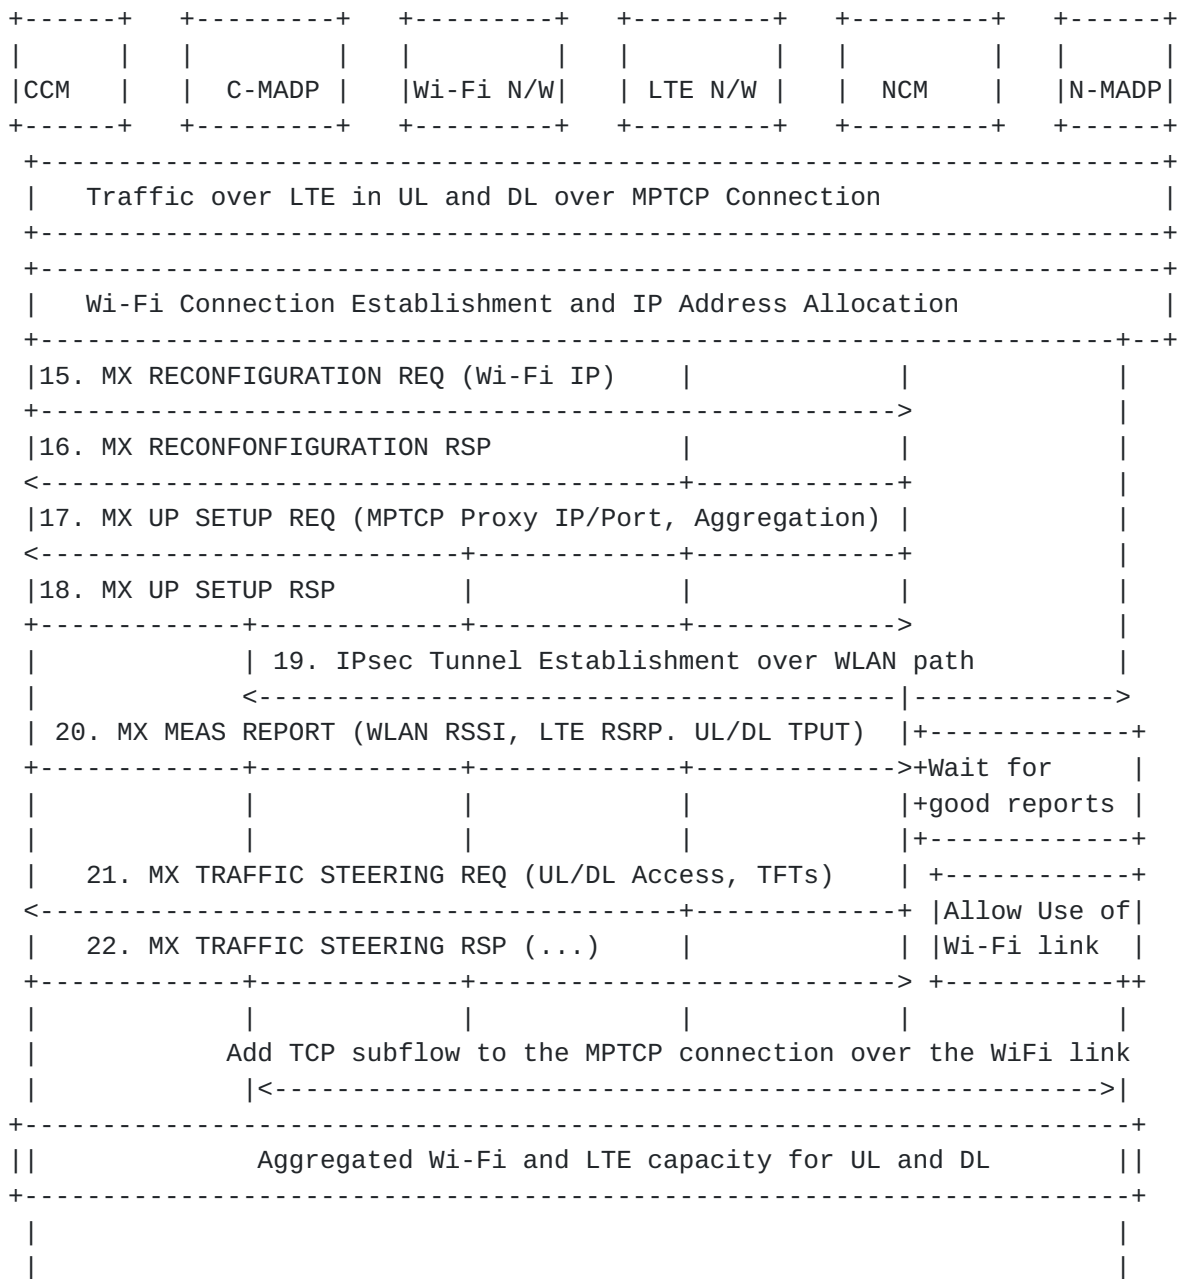 CCM C-MADP Wi-Fi N/W LTE N/W NCM N-MADP
Traffic over LTE in UL and DL over MPTCP Connection
Wi-Fi Connection Establishment and IP Address Allocation
15. MX RECONFIGURATION REQ (Wi-Fi IP)
16. MX RECONFONFIGURATION RSP
17. MX UP SETUP REQ (MPTCP Proxy IP/Port, Aggregation)
18. MX UP SETUP RSP
19. IPsec Tunnel Establishment over WLAN path
20. MX MEAS REPORT (WLAN RSSI, LTE RSRP. UL/DL TPUT)
Wait for
good reports
21. MX TRAFFIC STEERING REQ (UL/DL Access, TFTs)
Allow Use of
22. MX TRAFFIC STEERING RSP (...) Wi-Fi link
Add TCP subflow to the MPTCP connection over the WiFi link
Aggregated Wi-Fi and LTE capacity for UL and DL